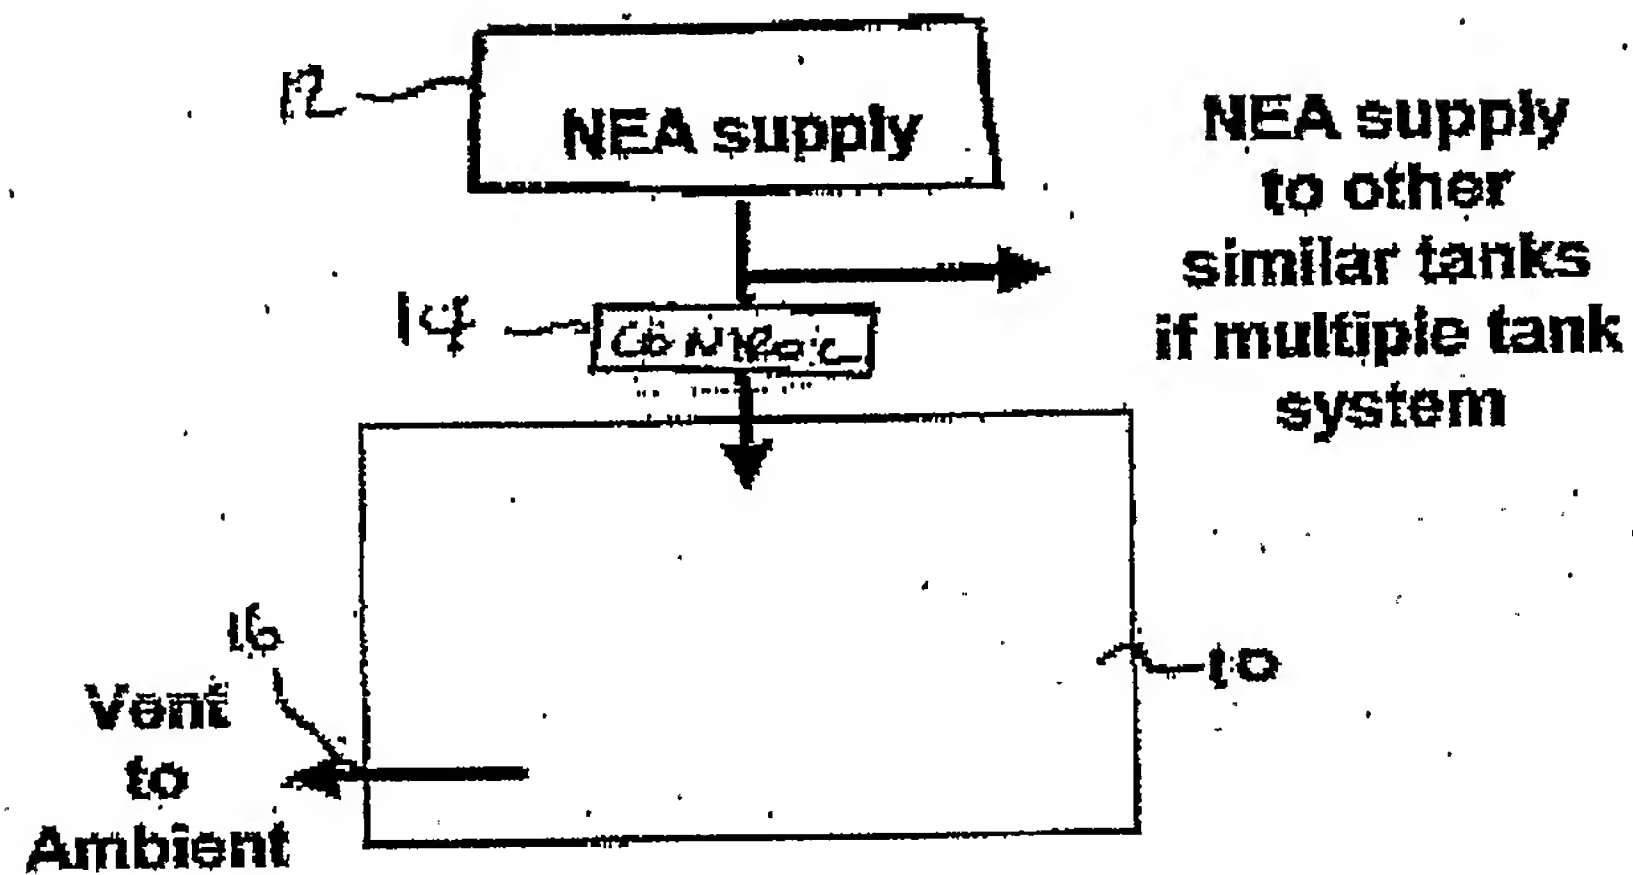 12
NEA supply
NEA supply
to other
similar tanks
if multiple tank
system
14
CONTROL
16
Vent
to
Ambient
10